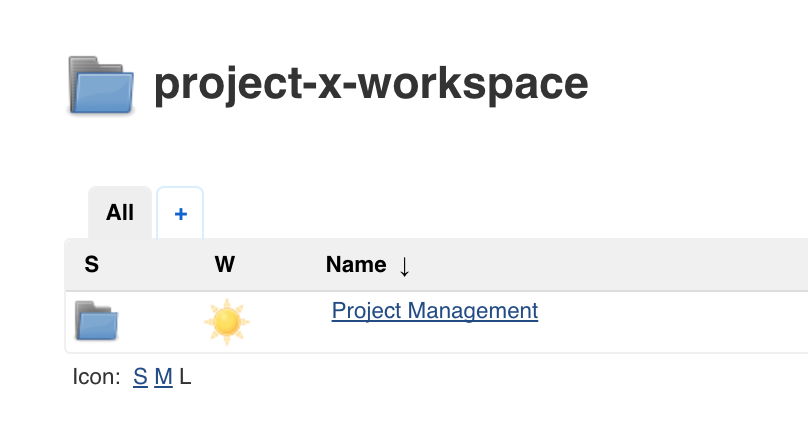 project-x-workspace
All +
S W Name ↓
Project Management
Icon: S M L